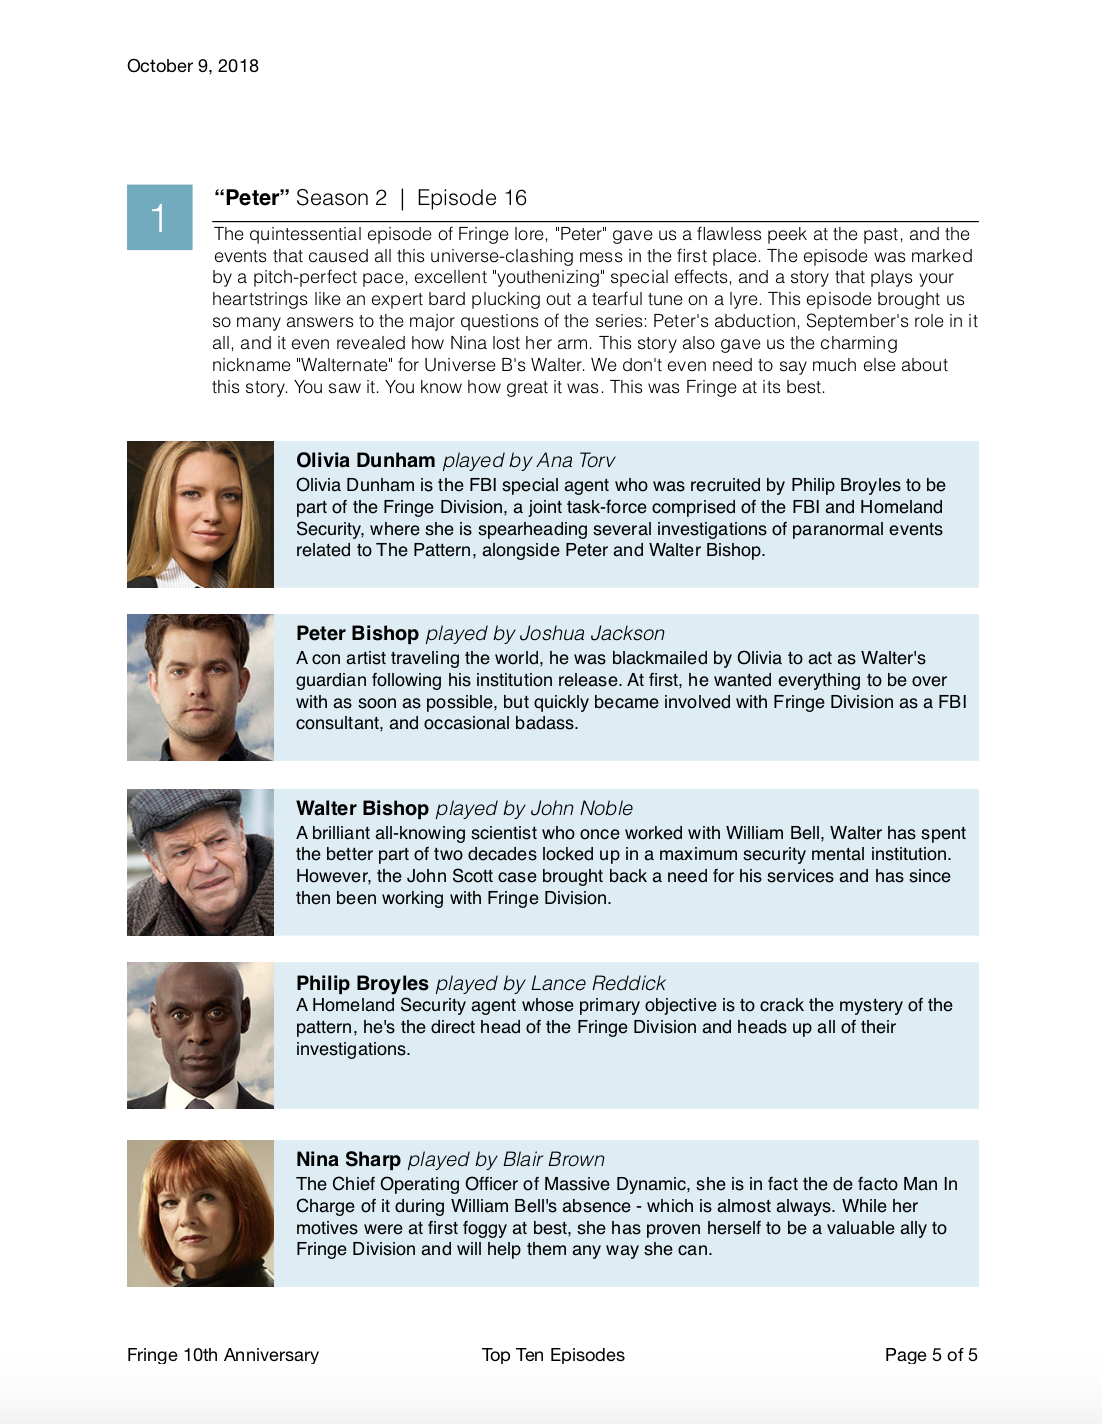 October 9, 2018
1
“Peter” Season 2 | Episode 16
The quintessential episode of Fringe lore, "Peter" gave us a flawless peek at the past, and the
events that caused all this universe-clashing mess in the first place. The episode was marked
by a pitch-perfect pace, excellent "youthenizing" special effects, and a story that plays your
heartstrings like an expert bard plucking out a tearful tune on a lyre. This episode brought us
so many answers to the major questions of the series: Peter's abduction, September's role in it
all, and it even revealed how Nina lost her arm. This story also gave us the charming
nickname "Walternate" for Universe B's Walter. We don't even need to say much else about
this story. You saw it. You know how great it was. This was Fringe at its best.
Olivia Dunham played by Ana Torv
Olivia Dunham is the FBI special agent who was recruited by Philip Broyles to be
part of the Fringe Division, a joint task-force comprised of the FBI and Homeland
Security, where she is spearheading several investigations of paranormal events
related to The Pattern, alongside Peter and Walter Bishop.
Peter Bishop played by Joshua Jackson
A con artist traveling the world, he was blackmailed by Olivia to act as Walter's
guardian following his institution release. At first, he wanted everything to be over
with as soon as possible, but quickly became involved with Fringe Division as a FBI
consultant, and occasional badass.
Walter Bishop played by John Noble
A brilliant all-knowing scientist who once worked with William Bell, Walter has spent
the better part of two decades locked up in a maximum security mental institution.
However, the John Scott case brought back a need for his services and has since
then been working with Fringe Division.
Philip Broyles played by Lance Reddick
A Homeland Security agent whose primary objective is to crack the mystery of the
pattern, he's the direct head of the Fringe Division and heads up all of their
investigations.
Nina Sharp played by Blair Brown
The Chief Operating Officer of Massive Dynamic, she is in fact the de facto Man In
Charge of it during William Bell's absence - which is almost always. While her
motives were at first foggy at best, she has proven herself to be a valuable ally to
Fringe Division and will help them any way she can.
Fringe 10th Anniversary Top Ten Episodes Page 5 of 5